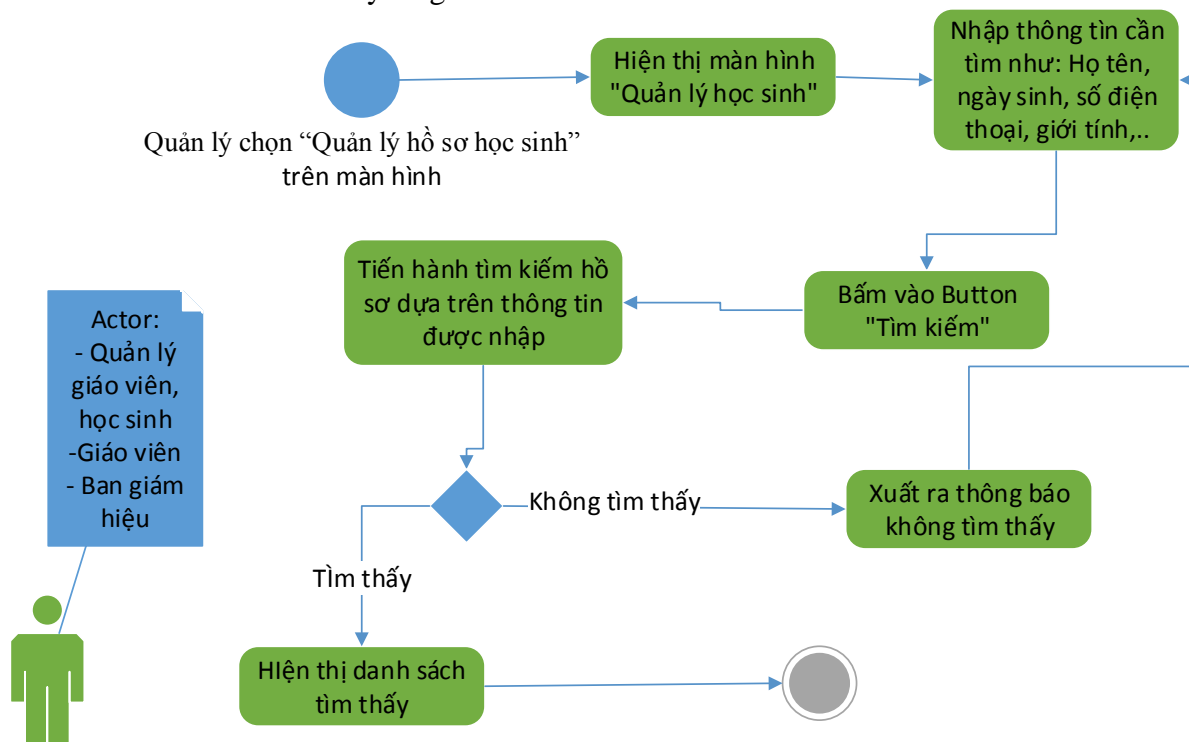 Hiện thị màn hình
"Quản lý học sinh"
Nhập thông tin cần
tìm như: Họ tên,
ngày sinh, số điện
thoại, giới tính,..
Quản lý chọn “Quản lý hồ sơ học sinh”
trên màn hình
Tiến hành tìm kiếm hồ
sơ dựa trên thông tin
được nhập
Bấm vào Button
"Tìm kiếm"
Actor:
- Quản lý
giáo viên,
học sinh
-Giáo viên
- Ban giám
hiệu
Không tìm thấy
Xuất ra thông báo
không tìm thấy
TÌm thấy
HIện thị danh sách
tìm thấy